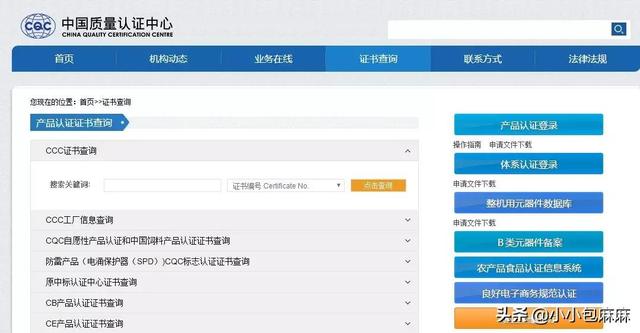 CQC
中国质量认证中心
CHINA QUALITY CERTIFICATION CENTRE
首页 机构动态 业务在线 证书查询 联系方式 法律法规
您现在的位置：首页>>证书查询
产品认证证书查询
CCC证书查询
搜索关键词: 证书编号 Certificate No. 点击查询
CCC工厂信息查询
CQC自愿性产品认证和中国饲料产品认证证书查询
防雷产品（电涌保护器（SPD）)CQC标志认证证书查询
原中标认证中心证书查询
CB产品认证证书查询
CE产品认证证书查询
产品认证登录
操作指南 申请文件下载
体系认证登录
申请文件下载
整机用元器件数据库
申请文件下载
B类元器件备案
农产品食品认证信息系统
良好电子商务规范认证
头条 @小小包麻麻